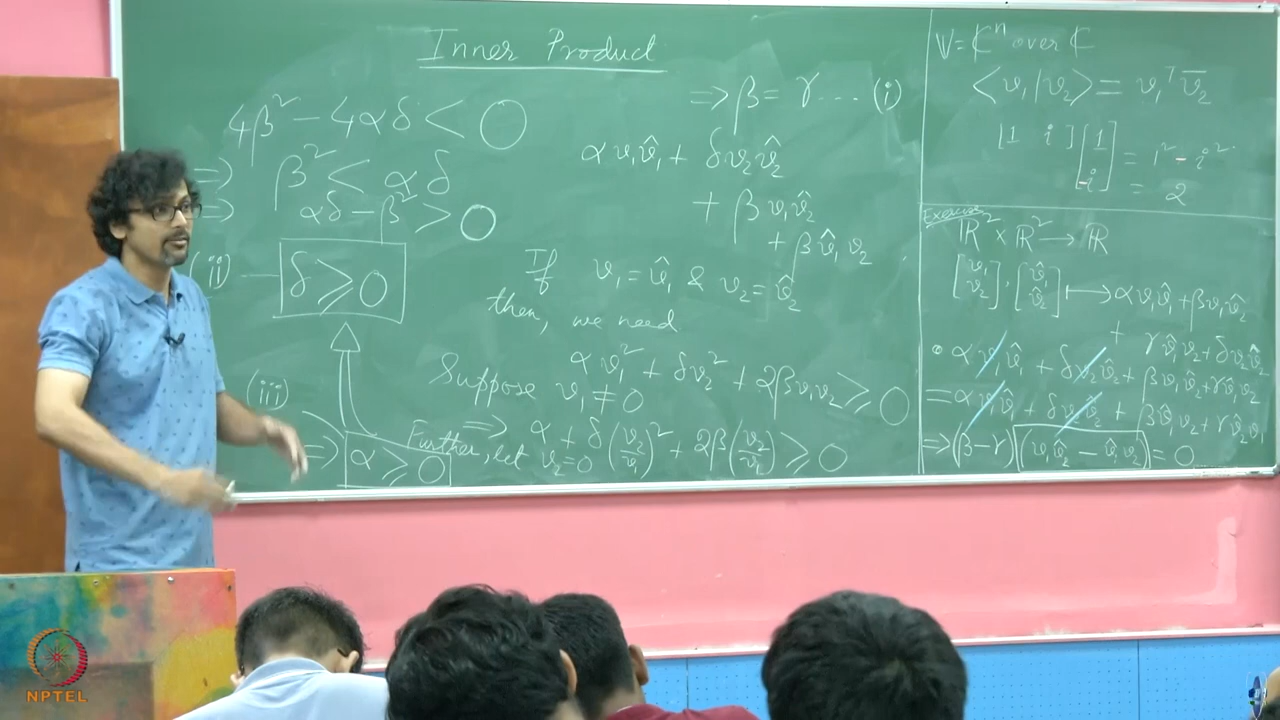 Inner Product
4β² − 4αδ < 0
⇒ β² < αδ
⇒ αδ − β² > 0
(ii) — δ ⩾ 0
(iii)
⇒ α ⩾ 0
⇒ β = γ .... (i)
αv₁v̂₁ + δv₂v̂₂
+ βv₁v̂₂
+ βv̂₁v₂
If v₁ = v̂₁ & v₂ = v̂₂
then, we need
αv₁² + δv₂² + 2βv₁v₂ ⩾ 0
Suppose v₁ ≠ 0
⇒ α + δ(v₂/v₁)² + 2β(v₂/v₁) ⩾ 0
Further, let v₂=0
𝕍 = ℂⁿ over ℂ
<v₁|v₂> = v₁ᵀ v̄₂
[1 i] [1 -i] = 1² - i²
= 2
Exercise
ℝ² × ℝ² → ℝ
[v₁ v₂], [v̂₁ v̂₂] ↦ αv₁v̂₁ + βv₁v̂₂
+ γv̂₁v₂ + δv₂v̂₂
• αv₁v̂₁ + δv₂v̂₂ + βv₁v̂₂ + γv̂₁v₂
= αv₁v̂₁ + δv₂v̂₂ + βv̂₁v₂ + γv̂₂v₁
⇒ (β−γ)(v₁v̂₂ − v̂₁v₂) = 0
NPTEL